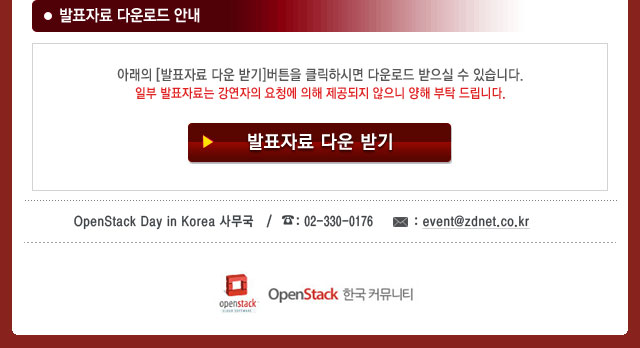 ● 발표자료 다운로드 안내
아래의 [발표자료 다운 받기]버튼을 클릭하시면 다운로드 받으실 수 있습니다.
일부 발표자료는 강연자의 요청에 의해 제공되지 않으니 양해 부탁 드립니다.
발표자료 다운 받기
OpenStack Day in Korea 사무국 / ☎ : 02-330-0176 ✉ : event@zdnet.co.kr
openstack
CLOUD SOFTWARE
OpenStack 한국 커뮤니티